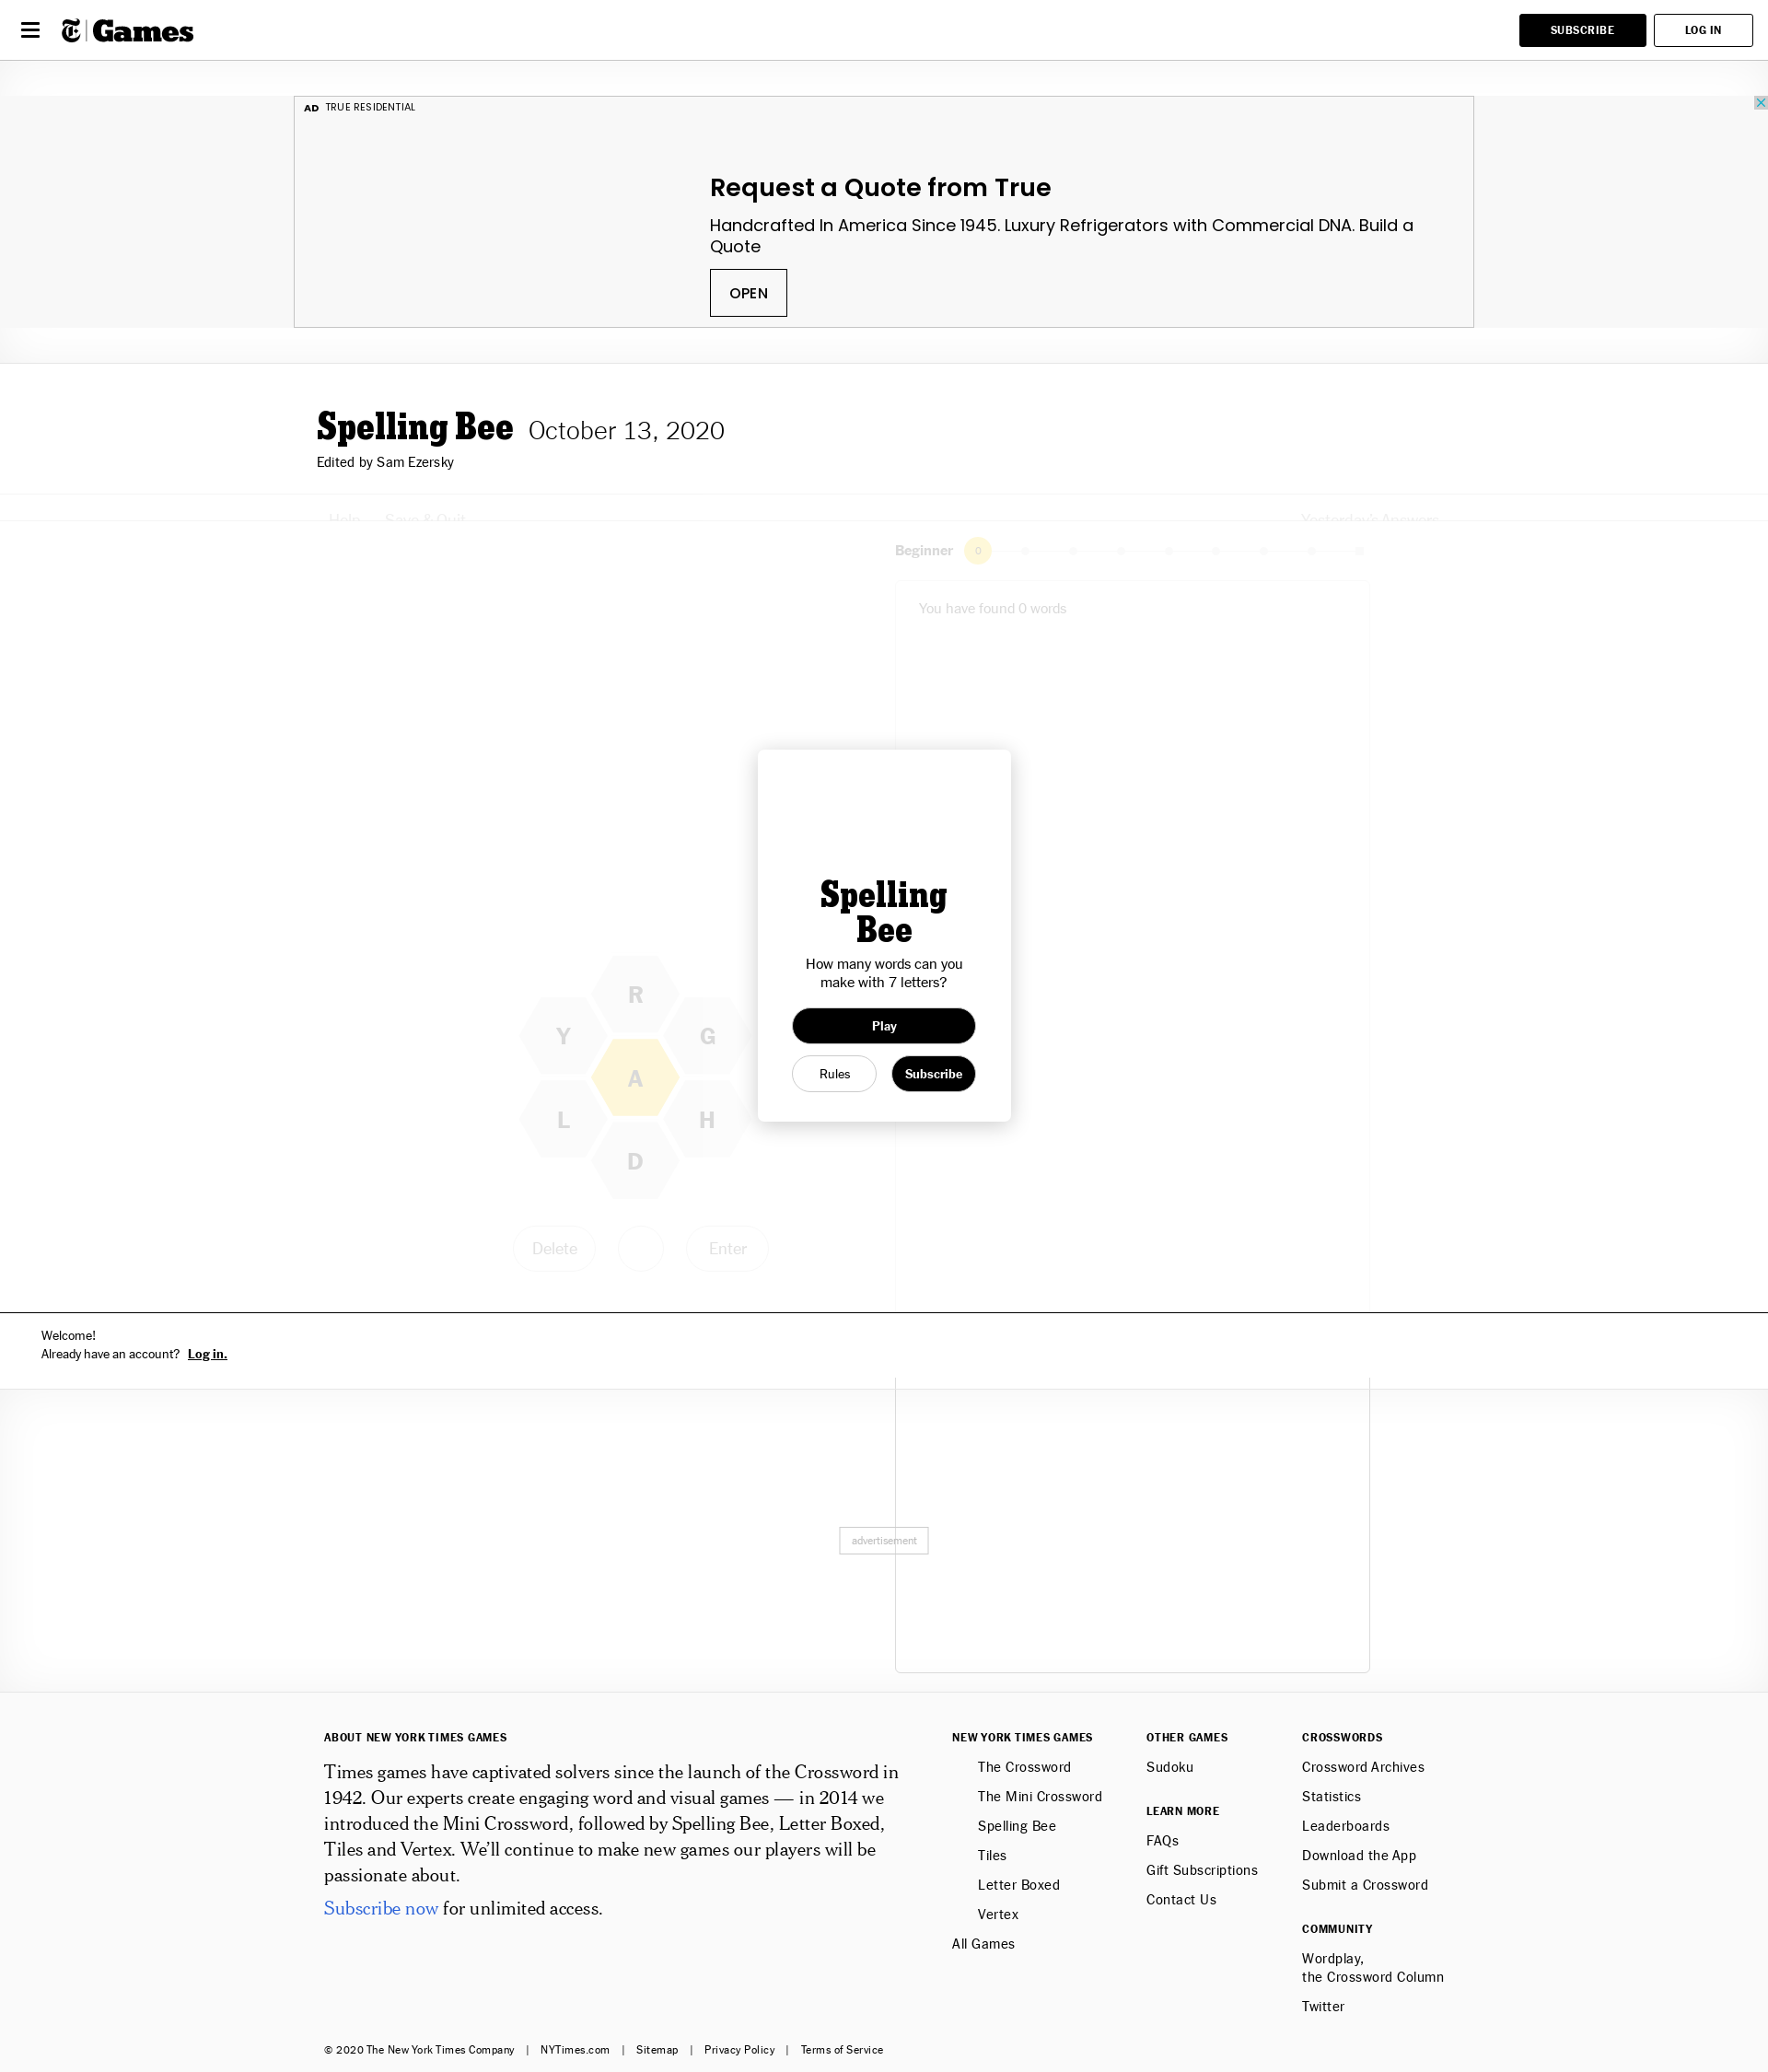 Games
SUBSCRIBE
LOG IN
AD TRUE RESIDENTIAL
Request a Quote from True
Handcrafted In America Since 1945. Luxury Refrigerators with Commercial DNA. Build a
Quote
OPEN
Spelling Bee October 13, 2020
Edited by Sam Ezersky
Help Save & Quit Yesterday's Answers
Beginner 0
You have found 0 words
Spelling
Bee
How many words can you
make with 7 letters?
Play
Rules Subscribe
R
Y G
A
L H
D
Delete Enter
Welcome!
Already have an account? Log in.
advertisement
ABOUT NEW YORK TIMES GAMES
Times games have captivated solvers since the launch of the Crossword in
1942. Our experts create engaging word and visual games — in 2014 we
introduced the Mini Crossword, followed by Spelling Bee, Letter Boxed,
Tiles and Vertex. We’ll continue to make new games our players will be
passionate about.
Subscribe now for unlimited access.
NEW YORK TIMES GAMES
The Crossword
The Mini Crossword
Spelling Bee
Tiles
Letter Boxed
Vertex
All Games
OTHER GAMES
Sudoku
LEARN MORE
FAQs
Gift Subscriptions
Contact Us
CROSSWORDS
Crossword Archives
Statistics
Leaderboards
Download the App
Submit a Crossword
COMMUNITY
Wordplay,
the Crossword Column
Twitter
© 2020 The New York Times Company | NYTimes.com | Sitemap | Privacy Policy | Terms of Service